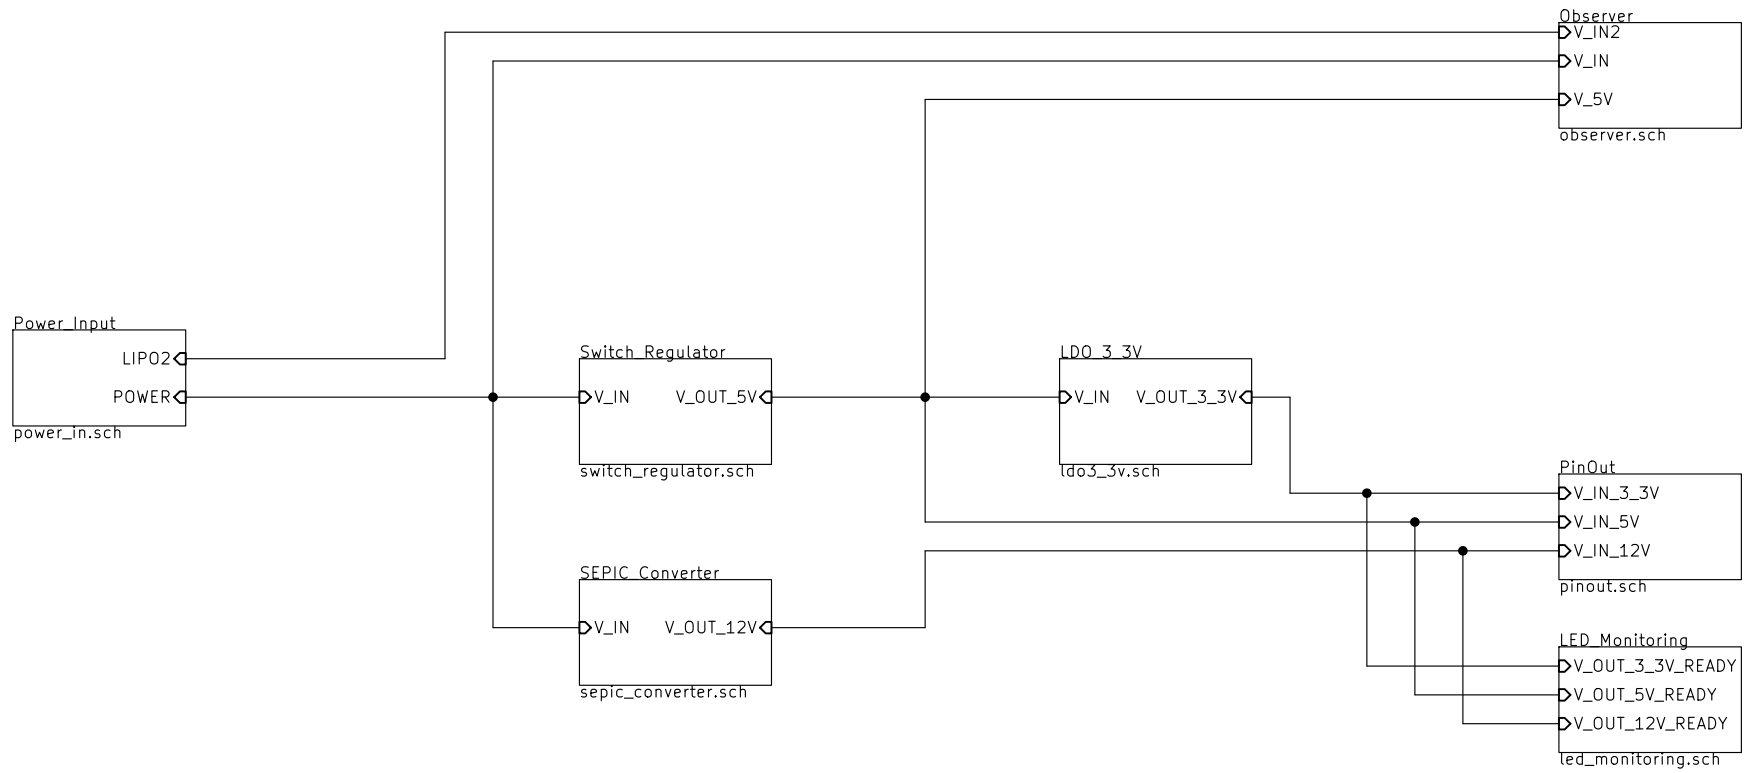 Observer
V_IN2
V_IN
V_5V
observer.sch
Power_Input
LIPO2
POWER
power_in.sch
Switch_Regulator
V_IN V_OUT_5V
switch_regulator.sch
LDO_3_3V
V_IN V_OUT_3_3V
ldo3_3v.sch
PinOut
V_IN_3_3V
V_IN_5V
V_IN_12V
pinout.sch
SEPIC_Converter
V_IN V_OUT_12V
sepic_converter.sch
LED_Monitoring
V_OUT_3_3V_READY
V_OUT_5V_READY
V_OUT_12V_READY
led_monitoring.sch